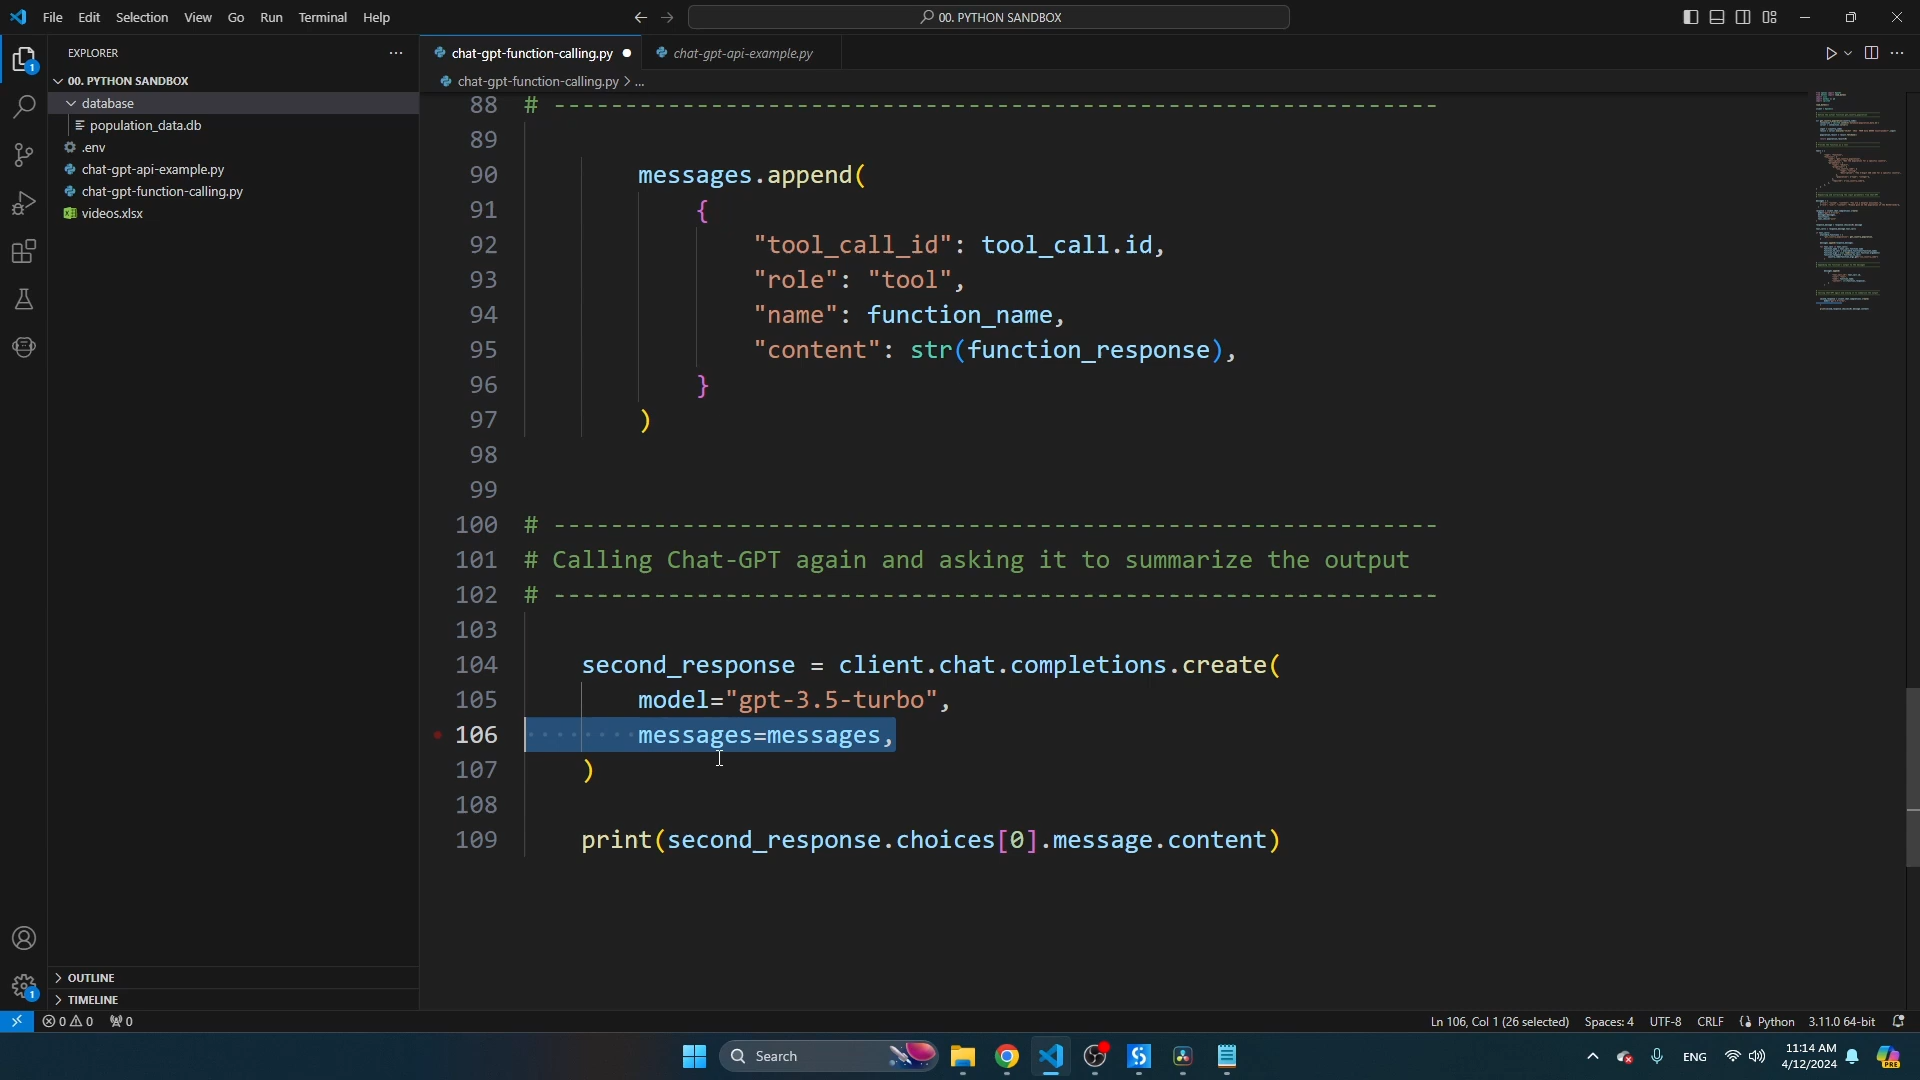 File Edit Selection View Go Run Terminal Help
00. PYTHON SANDBOX
EXPLORER
00. PYTHON SANDBOX
database
population_data.db
.env
chat-gpt-api-example.py
chat-gpt-function-calling.py
videos.xlsx
OUTLINE
TIMELINE
chat-gpt-function-calling.py chat-gpt-api-example.py
chat-gpt-function-calling.py > ...
88 # --------------------------------------------------------------
89
90 messages.append(
91 {
92 "tool_call_id": tool_call.id,
93 "role": "tool",
94 "name": function_name,
95 "content": str(function_response),
96 }
97 )
98
99
100 # --------------------------------------------------------------
101 # Calling Chat-GPT again and asking it to summarize the output
102 # --------------------------------------------------------------
103
104 second_response = client.chat.completions.create(
105 model="gpt-3.5-turbo",
106 messages=messages,
107 )
108
109 print(second_response.choices[0].message.content)
0 0 0
Ln 106, Col 1 (26 selected) Spaces: 4 UTF-8 CRLF Python 3.11.0 64-bit
Search
ENG
11:14 AM
4/12/2024
PRE